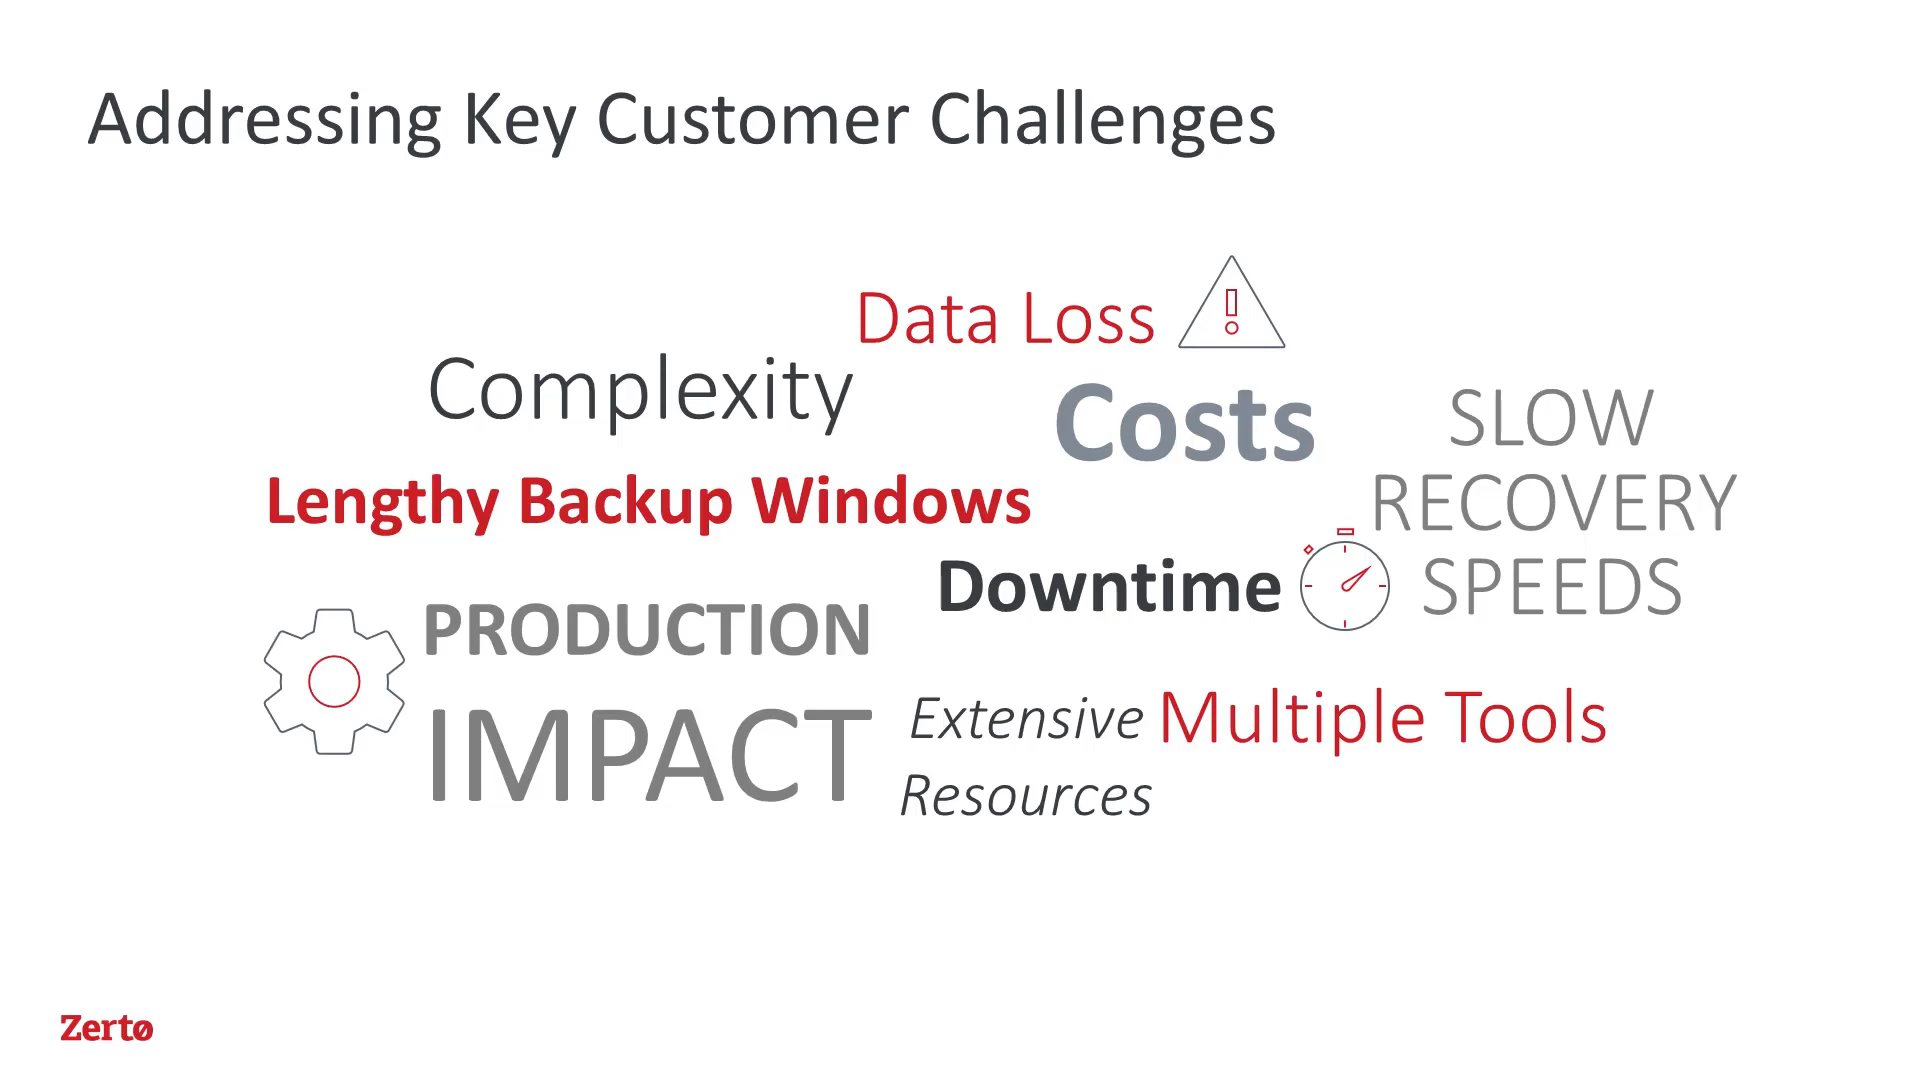 Addressing Key Customer Challenges
Data Loss
Complexity
Costs
SLOW
RECOVERY
SPEEDS
Lengthy Backup Windows
Downtime
PRODUCTION
IMPACT
Extensive
Resources
Multiple Tools
Zerto